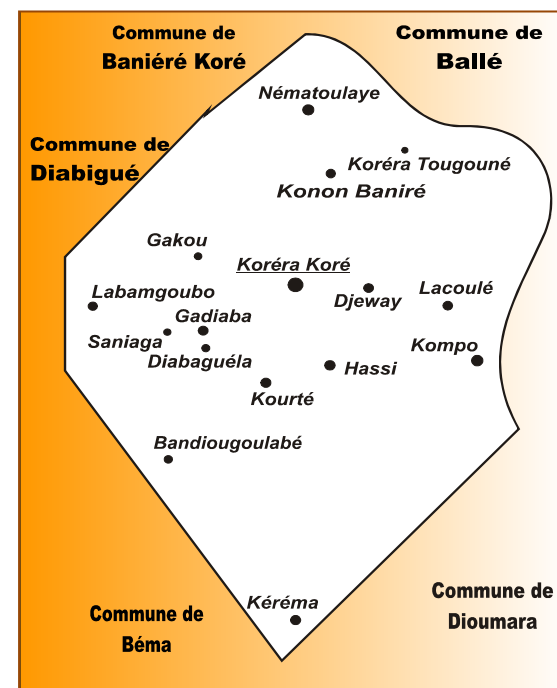 Commune de
Baniéré Koré
Commune de
Ballé
Nématoulaye
Commune de
Diabigué
Koréra Tougouné
Konon Baniré
Gakou
Koréra Koré
Labamgoubo
Djeway
Lacoulé
Gadiaba
Saniaga
Diabaguéla
Kompo
Hassi
Kourté
Bandiougoulabé
Kéréma
Commune de
Béma
Commune de
Dioumara